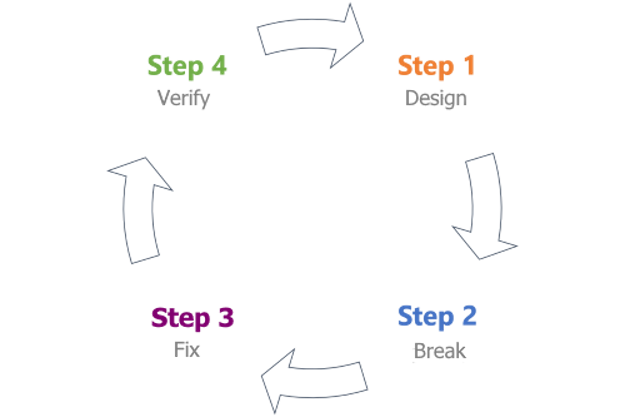 Step 4
Verify
Step 1
Design
Step 3
Fix
Step 2
Break